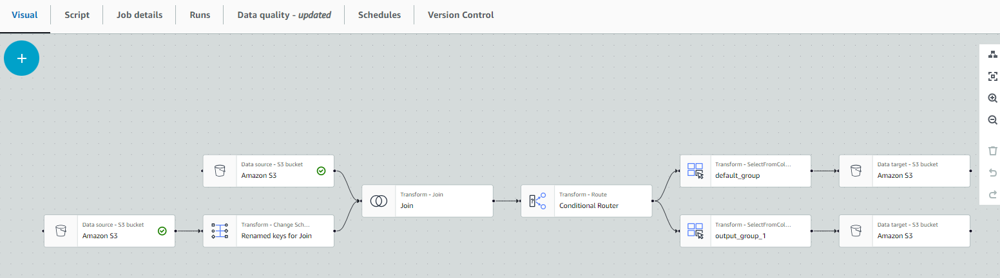 Visual
Script
Job details
Runs
Data quality - updated
Schedules
Version Control
+
Data source - S3 bucket
Amazon S3
Transform - SelectFromCol...
default_group
Data target - S3 bucket
Amazon S3
Transform - Join
Join
Transform - Route
Conditional Router
Data source - S3 bucket
Amazon S3
Transform - Change Sch...
Renamed keys for Join
Transform - SelectFromCol...
output_group_1
Data target - S3 bucket
Amazon S3